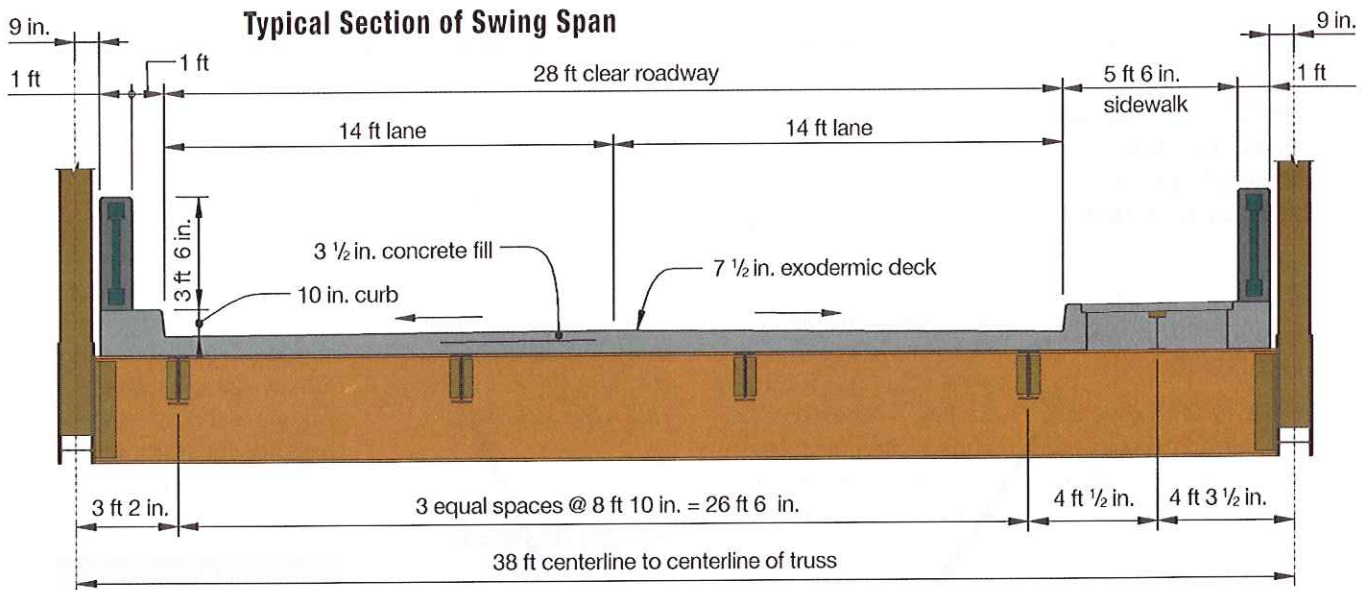 Typical Section of Swing Span
9 in.
9 in.
1 ft
1 ft
28 ft clear roadway
5 ft 6 in.
sidewalk
1 ft
14 ft lane
14 ft lane
3 ft 6 in.
3 ½ in. concrete fill
7 ½ in. exodermic deck
10 in. curb
3 ft 2 in.
3 equal spaces @ 8 ft 10 in. = 26 ft 6 in.
4 ft ½ in.
4 ft 3 ½ in.
38 ft centerline to centerline of truss